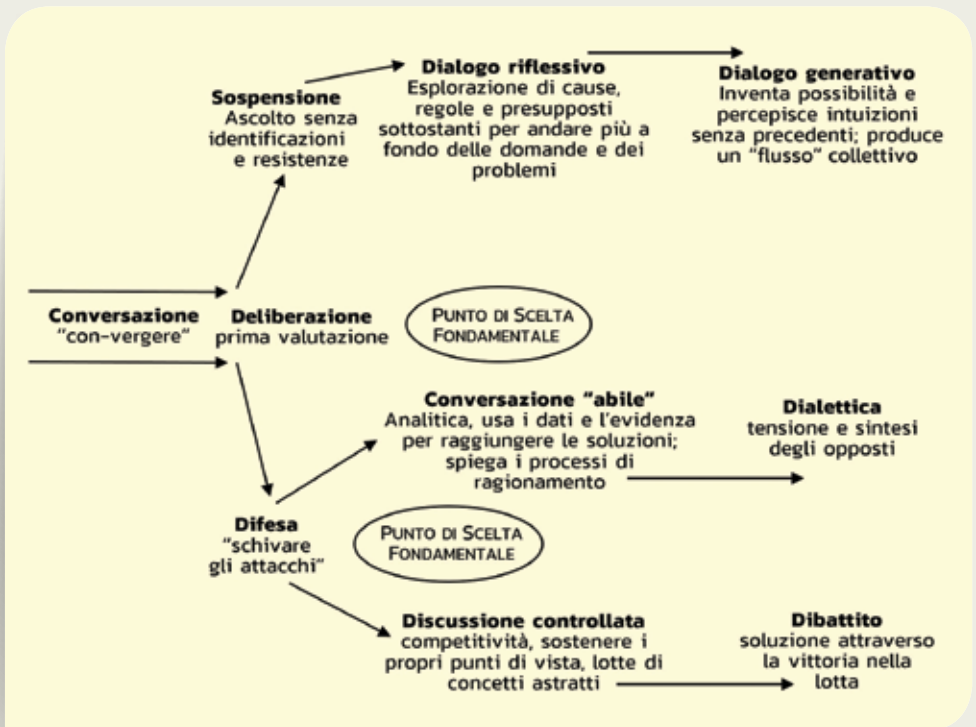 Dialogo riflessivo
Esplorazione di cause,
regole e presupposti
sottostanti per andare più a
fondo delle domande e dei
problemi
Dialogo generativo
Inventa possibilità e
percepisce intuizioni
senza precedenti; produce
un "flusso" collettivo
Sospensione
Ascolto senza
identificazioni
e resistenze
Conversazione
"con-vergere"
Deliberazione
prima valutazione
PUNTO DI SCELTA
FONDAMENTALE
Conversazione "abile"
Analitica, usa i dati e l'evidenza
per raggiungere le soluzioni;
spiega i processi di
ragionamento
Dialettica
tensione e sintesi
degli opposti
Difesa
"schivare
gli attacchi"
PUNTO DI SCELTA
FONDAMENTALE
Discussione controllata
competitività, sostenere i
propri punti di vista, lotte di
concetti astratti
Dibattito
soluzione attraverso
la vittoria nella
lotta